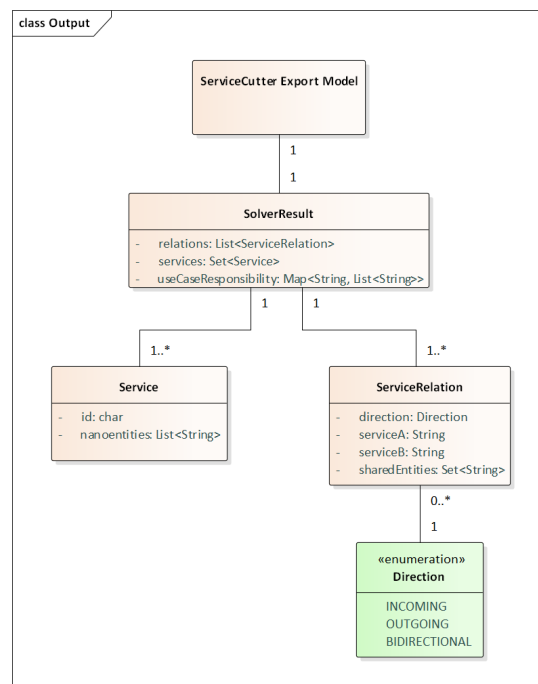 class Output
ServiceCutter Export Model
1
1
SolverResult
- relations: List<ServiceRelation>
- services: Set<Service>
- useCaseResponsibility: Map<String, List<String>>
1
1
1..*
1..*
Service
- id: char
- nanoentities: List<String>
ServiceRelation
- direction: Direction
- serviceA: String
- serviceB: String
- sharedEntities: Set<String>
0..*
1
«enumeration»
Direction
INCOMING
OUTGOING
BIDIRECTIONAL